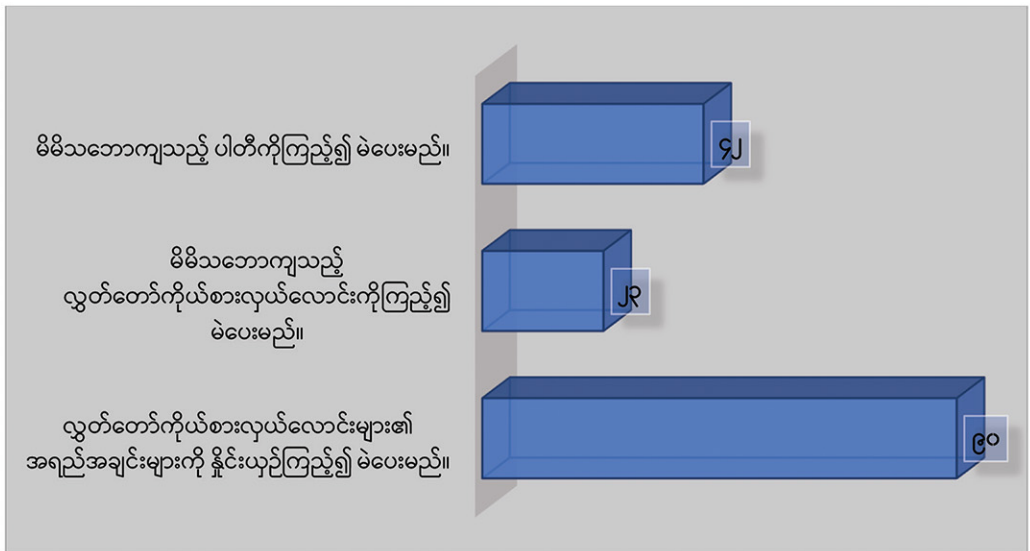 မိမိသဘောကျသည့် ပါတီကိုကြည့်၍ မဲပေးမည်။
၄၂
မိမိသဘောကျသည့်
လွှတ်တော်ကိုယ်စားလှယ်လောင်းကိုကြည့်၍
မဲပေးမည်။
၂၃
လွှတ်တော်ကိုယ်စားလှယ်လောင်းများ၏
အရည်အချင်းများကို နှိုင်းယှဉ်ကြည့်၍ မဲပေးမည်။
၉၀